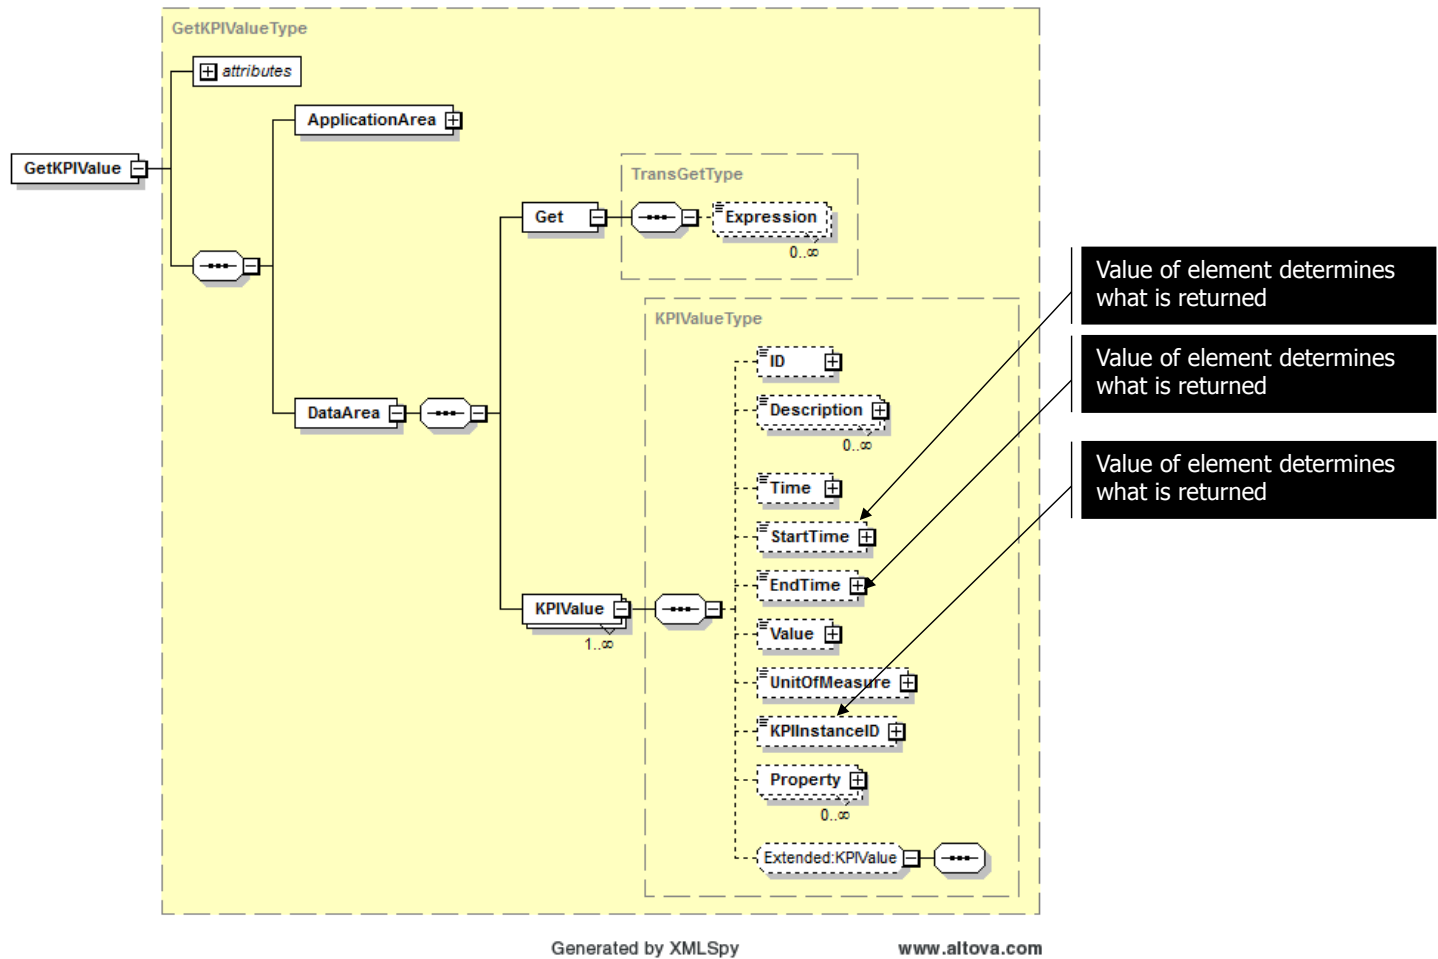 GetKPIValueType
attributes
ApplicationArea
GetKPIValue
TransGetType
Get
Expression
0..∞
Value of element determines
what is returned
KPIValueType
Value of element determines
what is returned
ID
DataArea
Description
0..∞
Value of element determines
what is returned
Time
StartTime
EndTime
KPIValue
1..∞
Value
UnitOfMeasure
KPIInstanceID
Property
0..∞
Extended:KPIValue
Generated by XMLSpy
www.altova.com